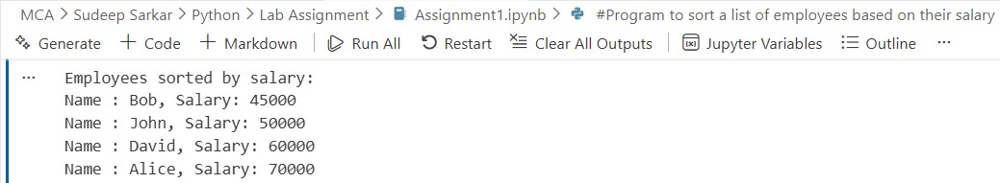 MCA > Sudeep Sarkar > Python > Lab Assignment > Assignment1.ipynb > #Program to sort a list of employees based on their salary
Generate + Code + Markdown | Run All Restart Clear All Outputs | Jupyter Variables Outline ...
... Employees sorted by salary:
Name : Bob, Salary: 45000
Name : John, Salary: 50000
Name : David, Salary: 60000
Name : Alice, Salary: 70000